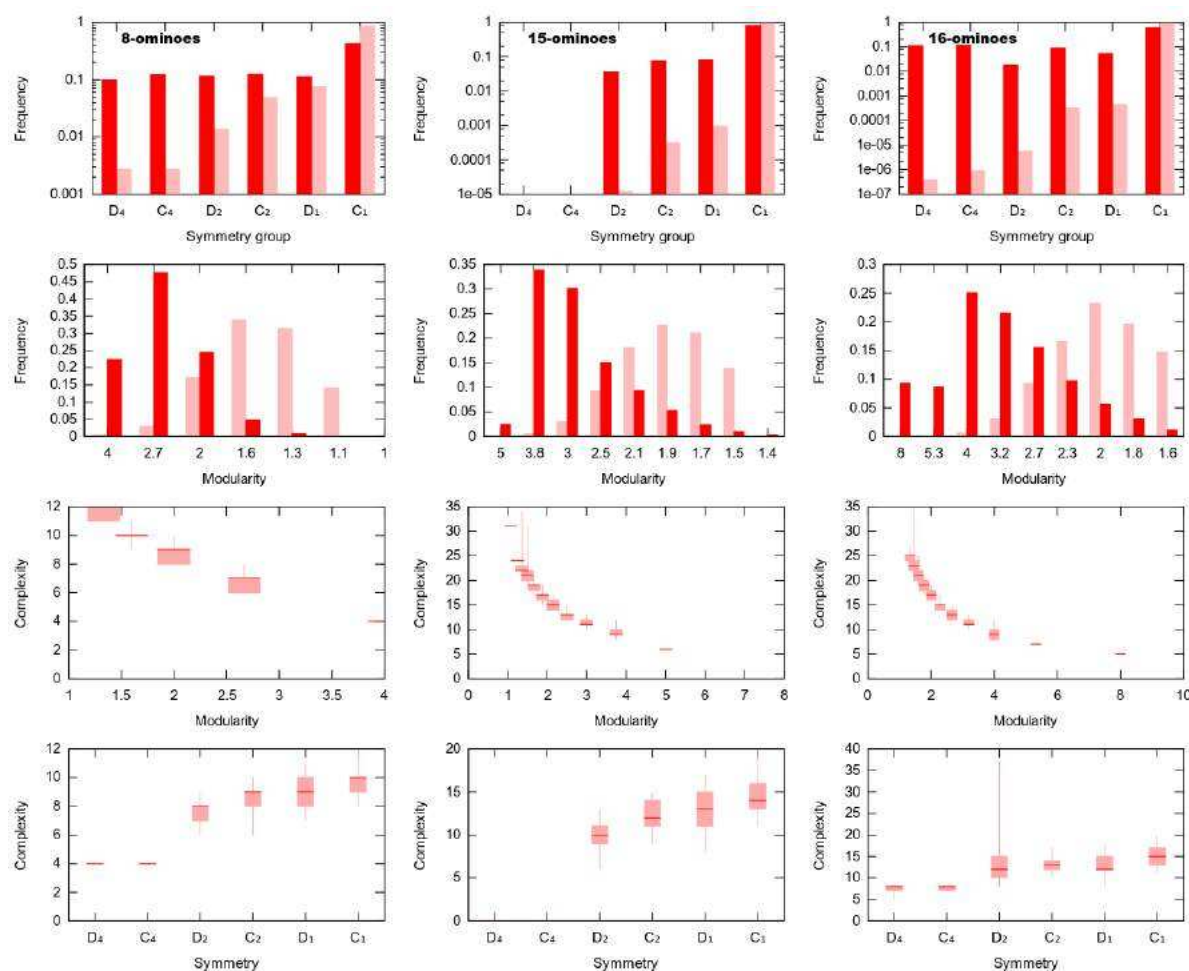 8-ominoes
Frequency
1
0.1
0.01
0.001
D₄ C₄ D₂ C₂ D₁ C₁
Symmetry group
15-ominoes
Frequency
1
0.1
0.01
0.001
0.0001
1e-05
D₄ C₄ D₂ C₂ D₁ C₁
Symmetry group
16-ominoes
Frequency
1
0.1
0.01
0.001
0.0001
1e-05
1e-06
1e-07
D₄ C₄ D₂ C₂ D₁ C₁
Symmetry group
Frequency
0.5
0.45
0.4
0.35
0.3
0.25
0.2
0.15
0.1
0.05
0
4 2.7 2 1.6 1.3 1.1 1
Modularity
Frequency
0.35
0.3
0.25
0.2
0.15
0.1
0.05
0
5 3.8 3 2.5 2.1 1.9 1.7 1.5 1.4
Modularity
Frequency
0.3
0.25
0.2
0.15
0.1
0.05
0
8 5.3 4 3.2 2.7 2.3 2 1.8 1.6
Modularity
Complexity
12
10
8
6
4
2
0
1 1.5 2 2.5 3 3.5 4
Modularity
Complexity
35
30
25
20
15
10
5
0
0 1 2 3 4 5 6 7 8
Modularity
Complexity
35
30
25
20
15
10
5
0
0 2 4 6 8 10
Modularity
Complexity
12
10
8
6
4
2
0
D₄ C₄ D₂ C₂ D₁ C₁
Symmetry
Complexity
20
15
10
5
0
D₄ C₄ D₂ C₂ D₁ C₁
Symmetry
Complexity
40
35
30
25
20
15
10
5
0
D₄ C₄ D₂ C₂ D₁ C₁
Symmetry